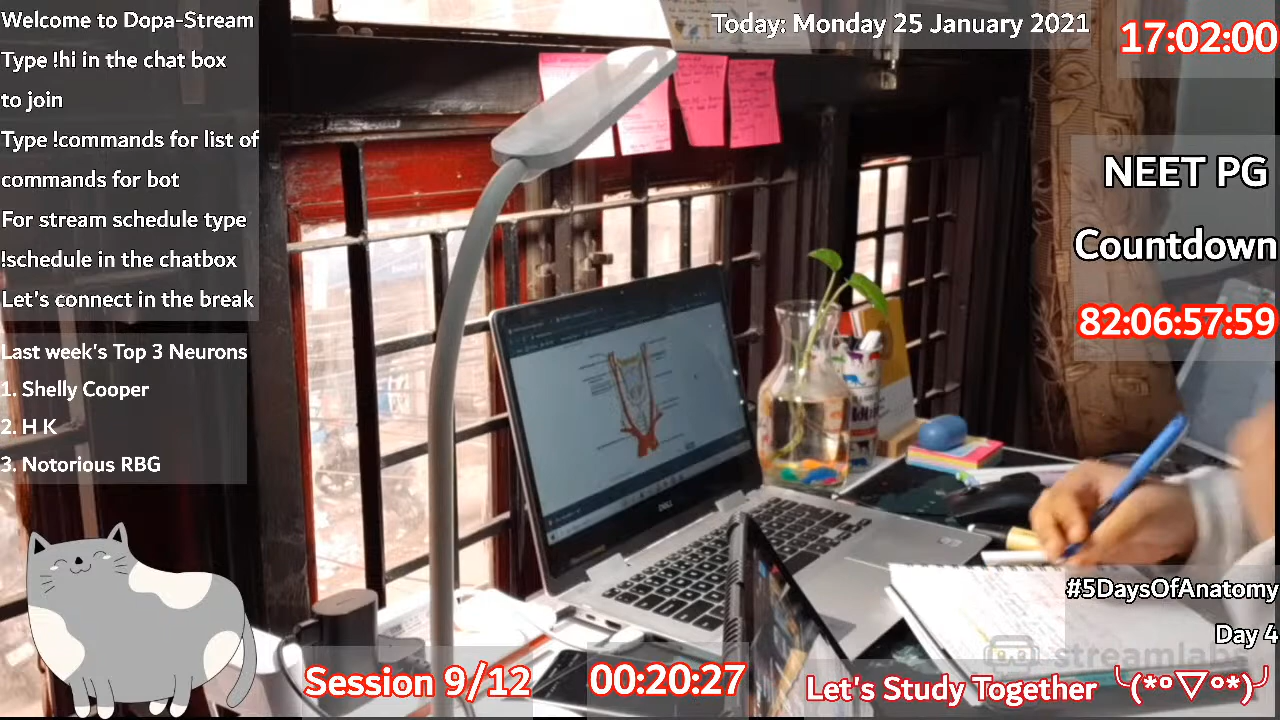 Welcome to Dopa-Stream
Type !hi in the chat box
to join
Type !commands for list of
commands for bot
For stream schedule type
!schedule in the chatbox
Let's connect in the break
Last week's Top 3 Neurons
1. Shelly Cooper
2. H K
3. Notorious RBG
Today: Monday 25 January 2021
17:02:00
NEET PG
Countdown
82:06:57:59
DELL
#5DaysOfAnatomy
Day 4
streamlabs
Session 9/12
00:20:27
Let's Study Together ╰(*º▽º*)╯